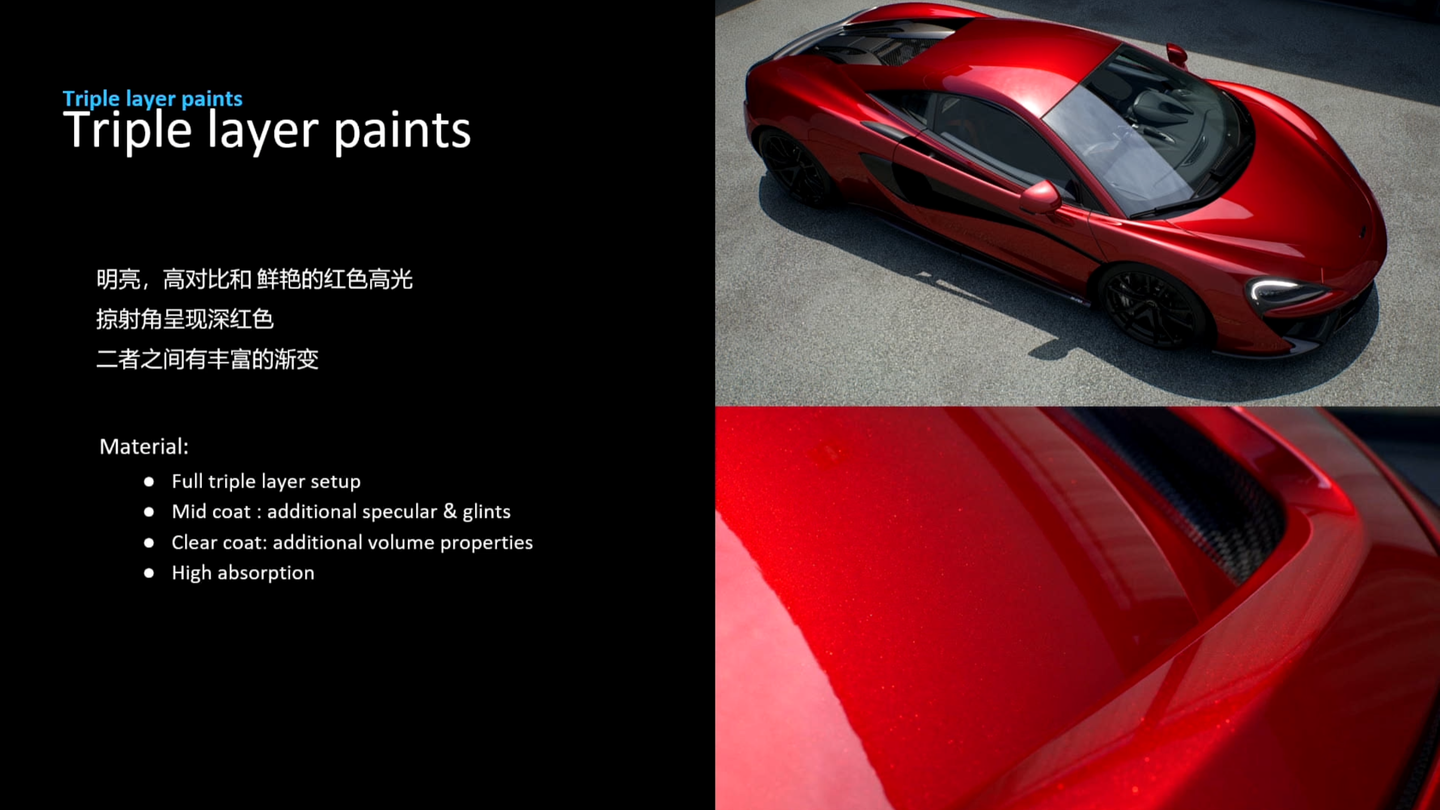 Triple layer paints
Triple layer paints
明亮，高对比和 鲜艳的红色高光
掠射角呈现深红色
二者之间有丰富的渐变
Material:
● Full triple layer setup
● Mid coat : additional specular & glints
● Clear coat: additional volume properties
● High absorption